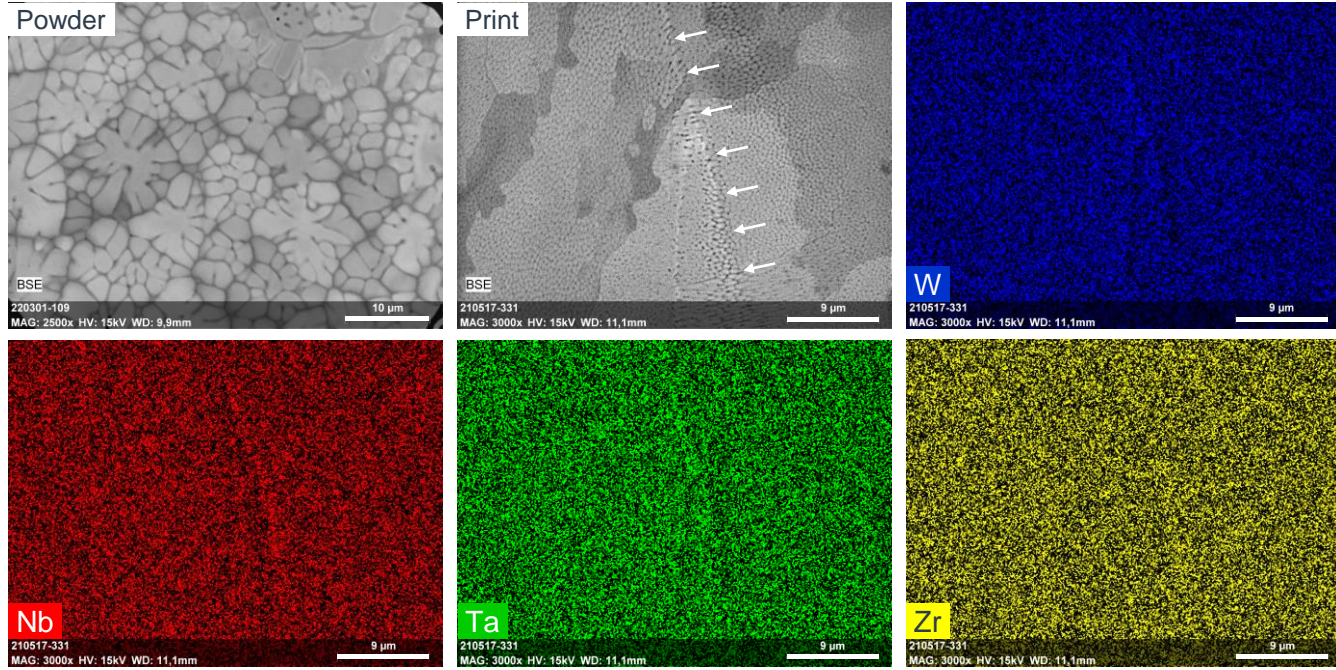 Powder
BSE
220301-109
10 µm
MAG: 2500x HV: 15kV WD: 9,9mm
Print
BSE
210517-331
9 µm
MAG: 3000x HV: 15kV WD: 11,1mm
W
210517-331
9 µm
MAG: 3000x HV: 15kV WD: 11,1mm
Nb
210517-331
9 µm
MAG: 3000x HV: 15kV WD: 11,1mm
Ta
210517-331
9 µm
MAG: 3000x HV: 15kV WD: 11,1mm
Zr
210517-331
9 µm
MAG: 3000x HV: 15kV WD: 11,1mm